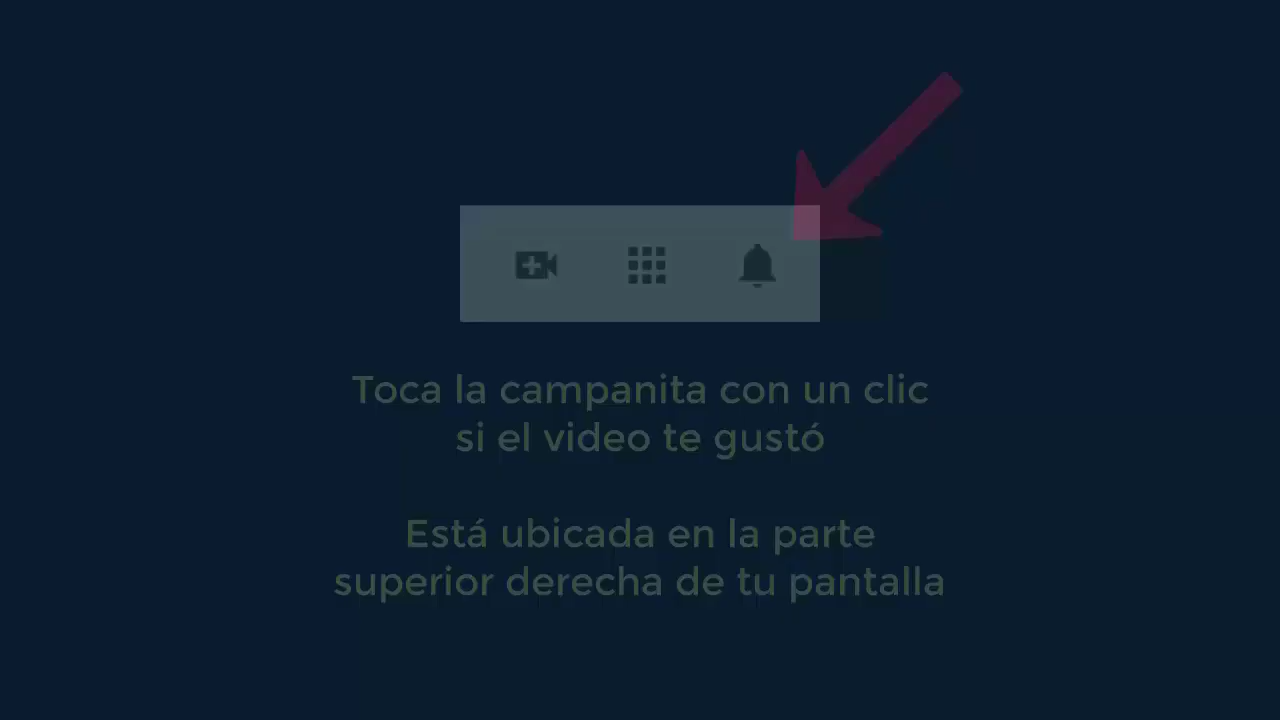 Toca la campanita con un clic
si el video te gustó
Está ubicada en la parte
superior derecha de tu pantalla